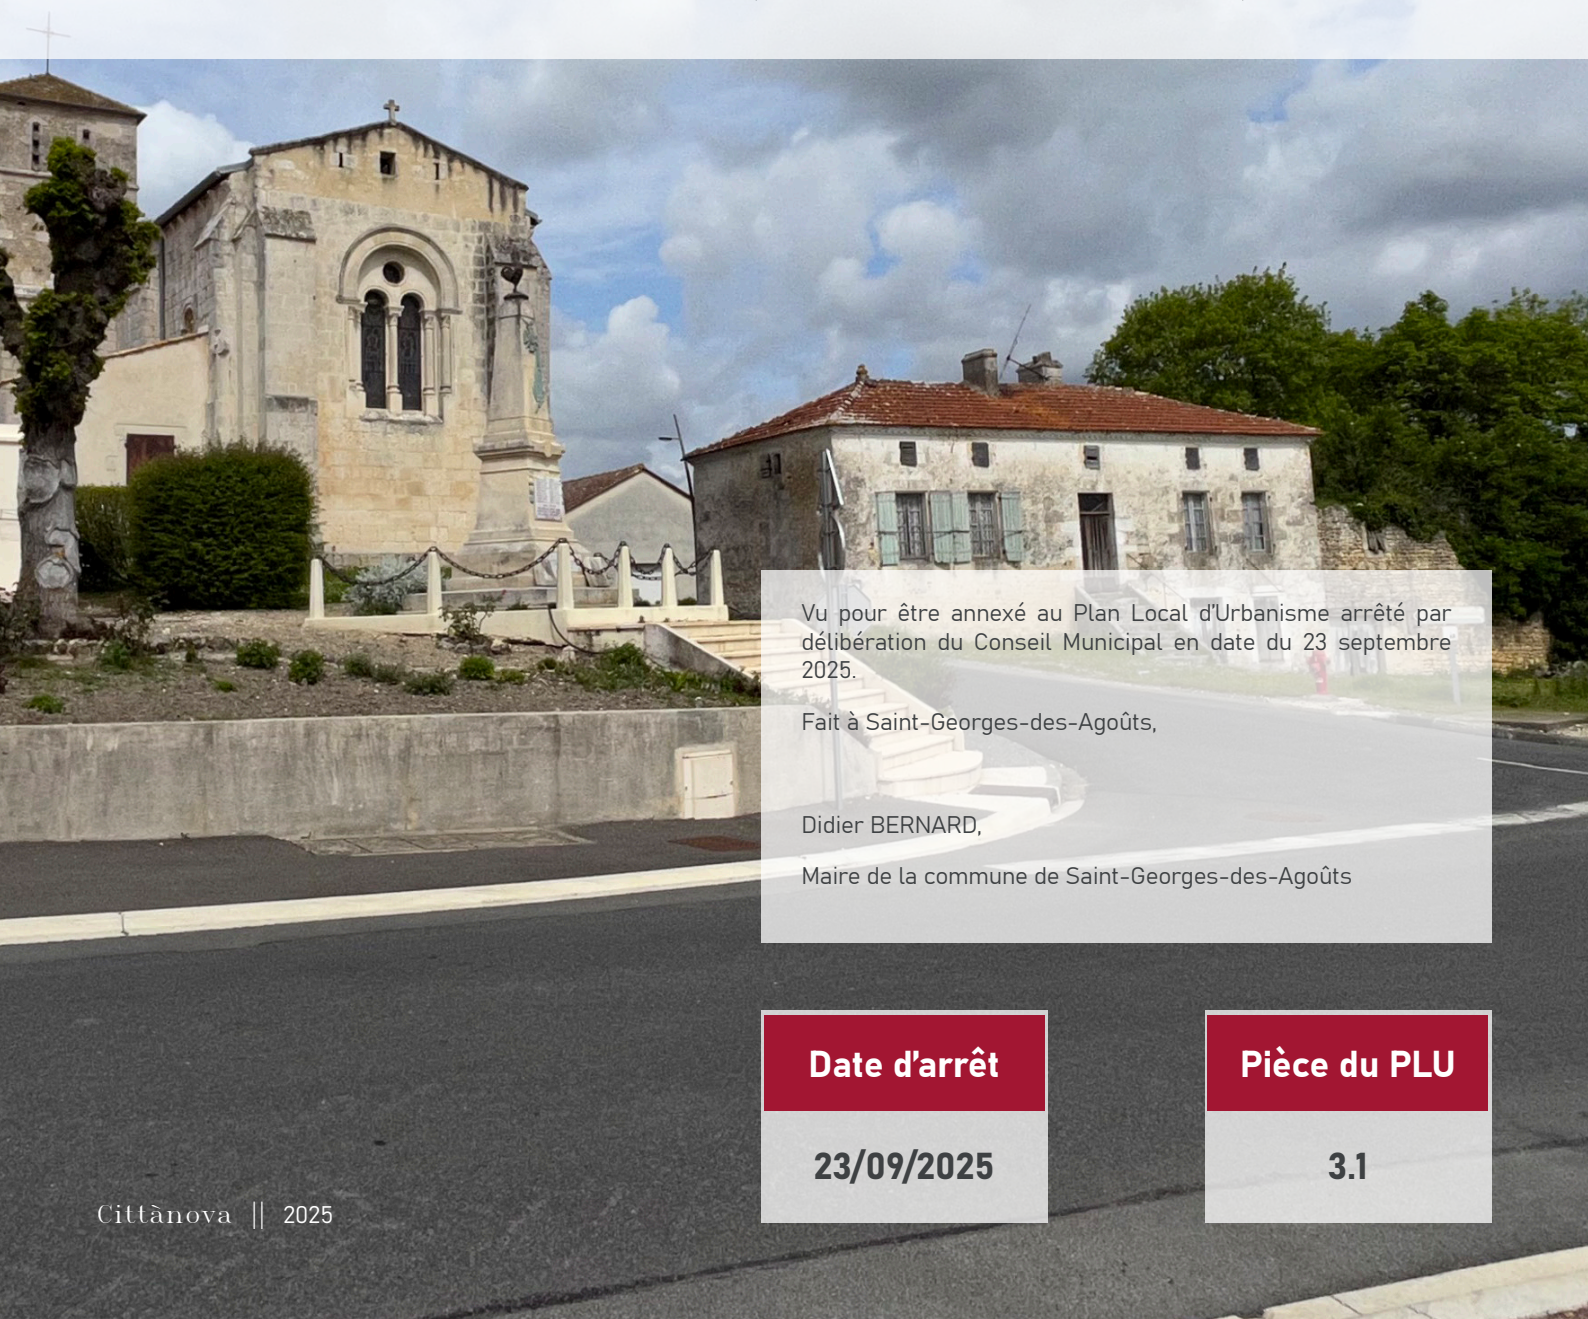 Vu pour être annexé au Plan Local d'Urbanisme arrêté par
délibération du Conseil Municipal en date du 23 septembre
2025.
Fait à Saint-Georges-des-Agoûts,
Didier BERNARD,
Maire de la commune de Saint-Georges-des-Agoûts
Date d'arrêt
Pièce du PLU
23/09/2025
3.1
Cittànova || 2025